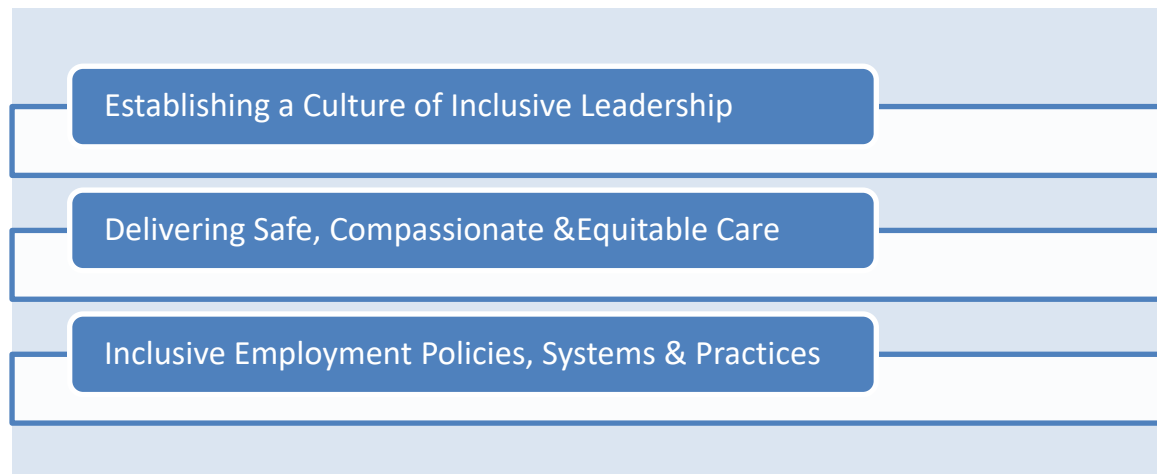 Establishing a Culture of Inclusive Leadership
Delivering Safe, Compassionate &Equitable Care
Inclusive Employment Policies, Systems & Practices